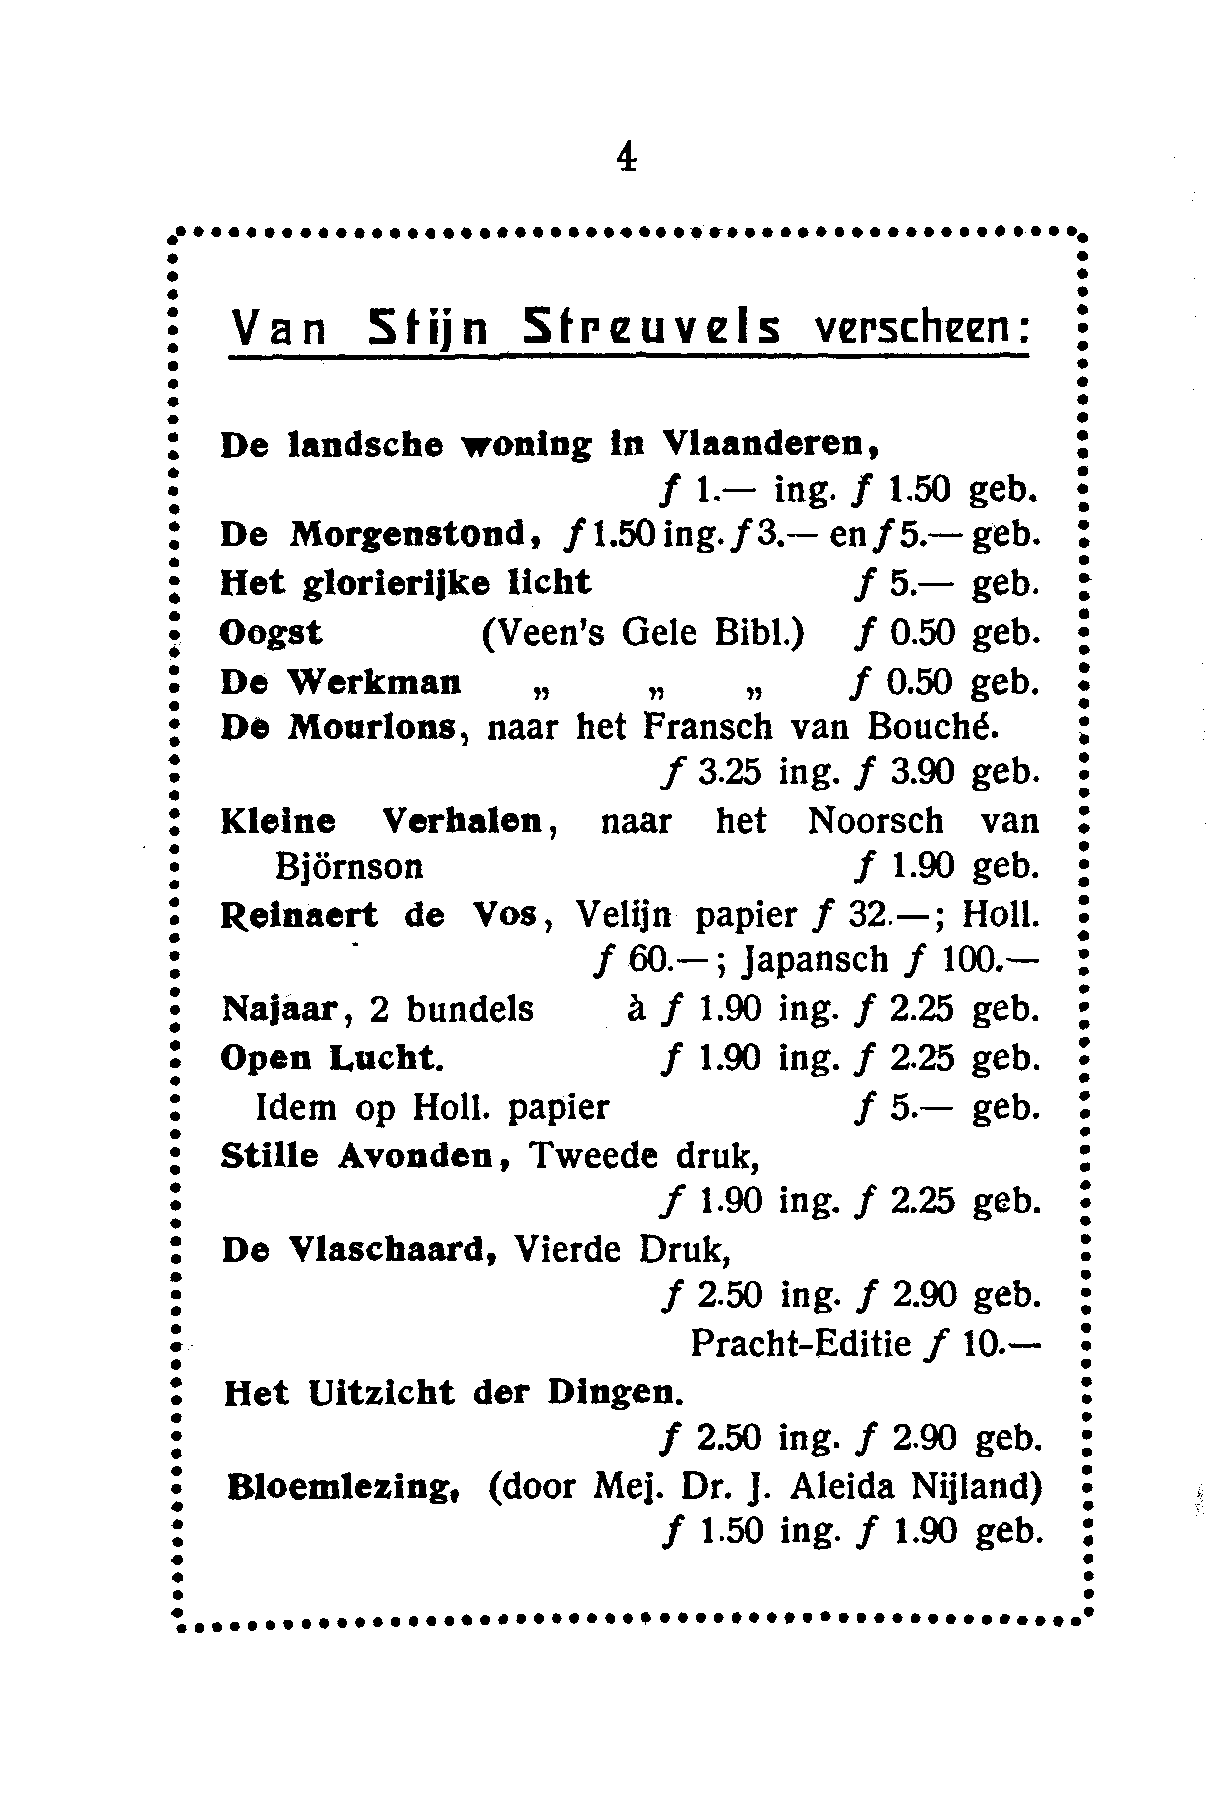 4
Van Stijn Streuvels verscheen:
De landsche woning in Vlaanderen,
f 1.— ing. f 1.50 geb.
De Morgenstond, f 1.50 ing. f 3.— en f 5.— geb.
Het glorierijke licht f 5.— geb.
Oogst (Veen's Gele Bibl.) f 0.50 geb.
De Werkman „ „ „ f 0.50 geb.
De Mourlons, naar het Fransch van Bouché.
f 3.25 ing. f 3.90 geb.
Kleine Verhalen, naar het Noorsch van
Björnson f 1.90 geb.
Reinaert de Vos, Velijn papier f 32.—; Holl.
f 60.—; Japansch f 100.—
Najaar, 2 bundels à f 1.90 ing. f 2.25 geb.
Open Lucht. f 1.90 ing. f 2.25 geb.
Idem op Holl. papier f 5.— geb.
Stille Avonden, Tweede druk,
f 1.90 ing. f 2.25 geb.
De Vlaschaard, Vierde Druk,
f 2.50 ing. f 2.90 geb.
Pracht-Editie f 10.—
Het Uitzicht der Dingen.
f 2.50 ing. f 2.90 geb.
Bloemlezing, (door Mej. Dr. J. Aleida Nijland)
f 1.50 ing. f 1.90 geb.